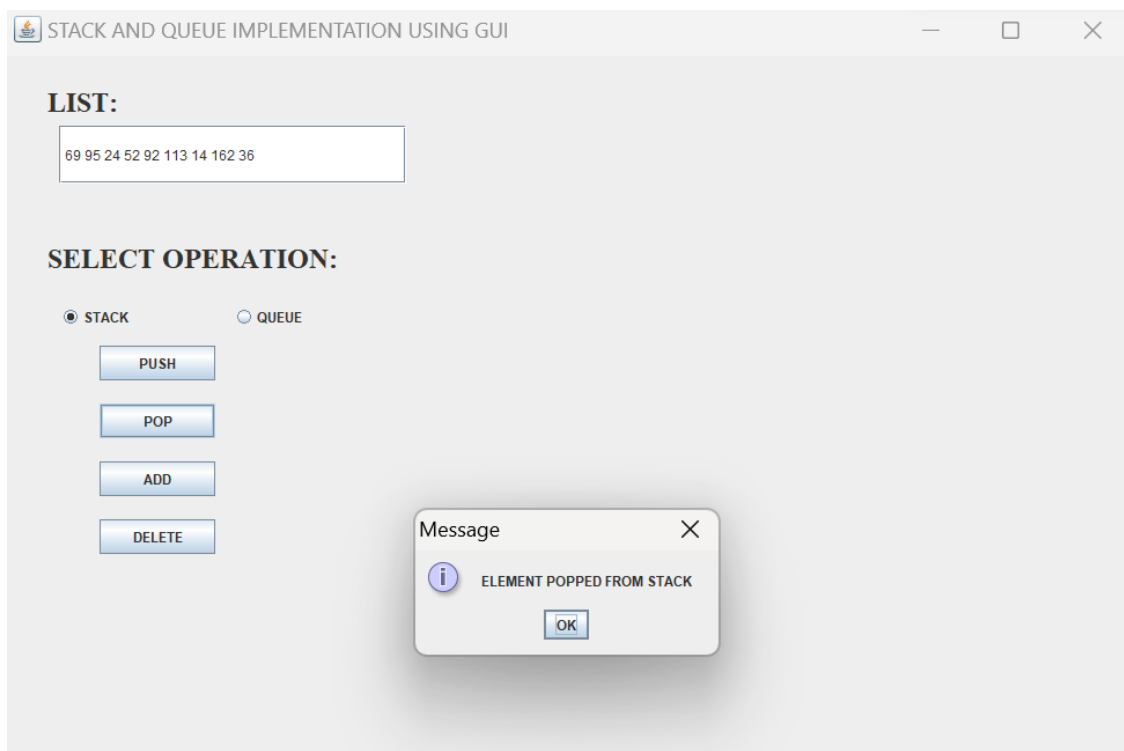 STACK AND QUEUE IMPLEMENTATION USING GUI
LIST:
69 95 24 52 92 113 14 162 36
SELECT OPERATION:
STACK QUEUE
PUSH
POP
ADD
DELETE
Message
ELEMENT POPPED FROM STACK
OK